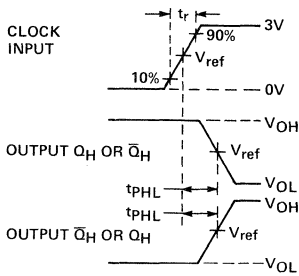 CLOCK
INPUT
tr
90%
3V
Vref
10%
0V
VOH
OUTPUT QH OR Q̅H
Vref
VOL
tPHL
tPHL
VOH
OUTPUT Q̅H OR QH
Vref
VOL